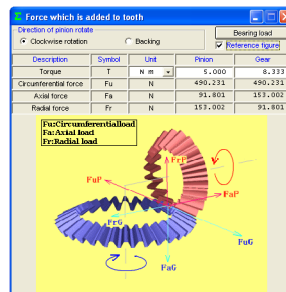 Force which is added to tooth
Direction of pinion rotate
Clockwise rotation
Backing
Bearing load
Reference figure
Description Symbol Unit Pinion Gear
Torque T N m 5.000 8.333
Circumferential force Fu N 490.231 490.231
Axial force Fa N 91.801 153.002
Radial force Fr N 153.002 91.801
Fu:Circumferentialload
Fa:Axial load
Fr:Radial load
FrP
FuP
FaP
FrG
FuG
FaG